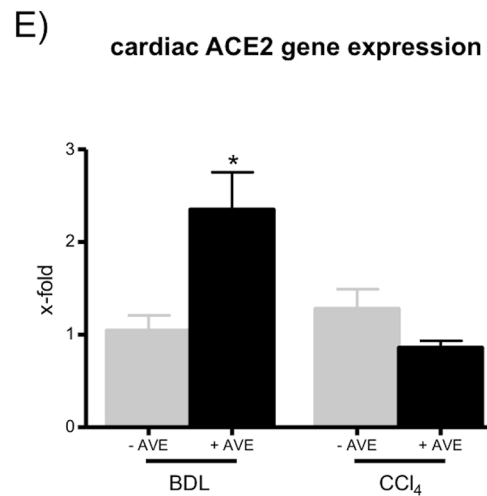 E)
cardiac ACE2 gene expression
3
*
2
x-fold
1
0
- AVE + AVE - AVE + AVE
BDL CCl₄